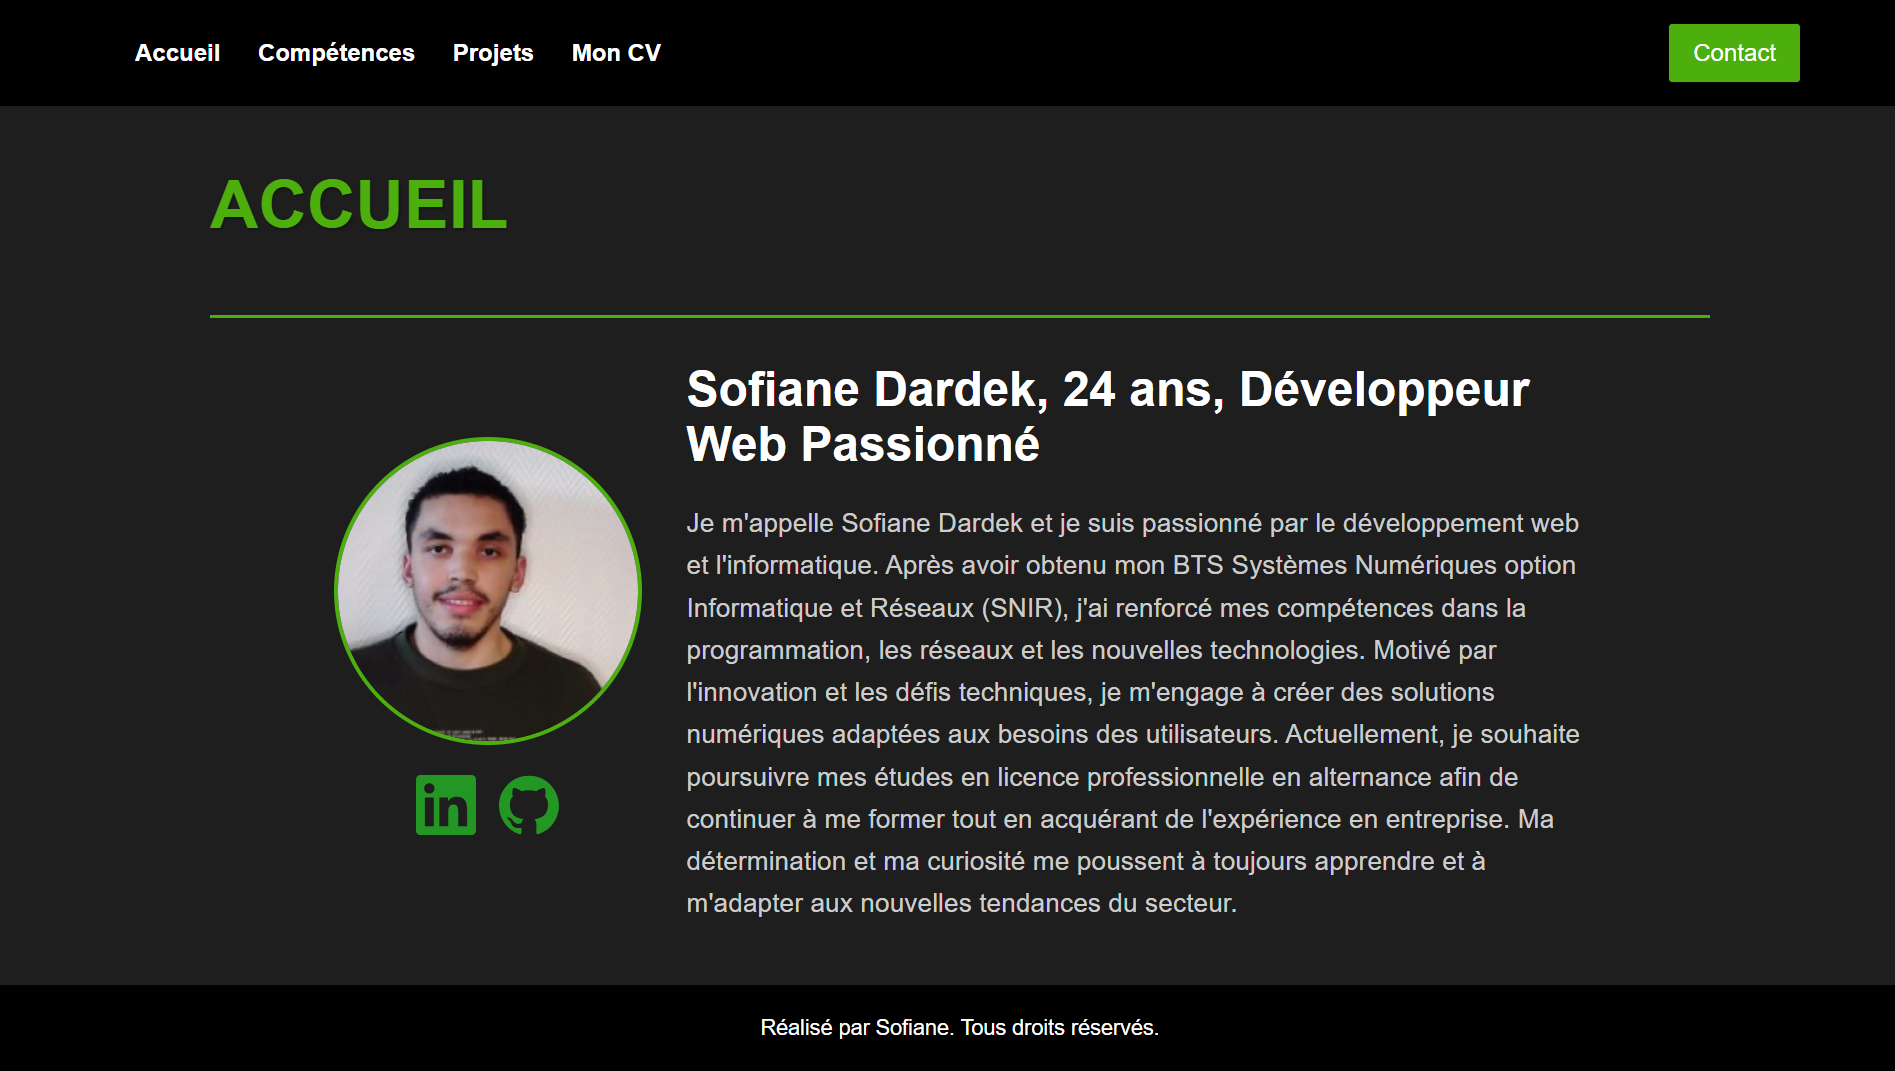 Accueil Compétences Projets Mon CV Contact
ACCUEIL
Sofiane Dardek, 24 ans, Développeur
Web Passionné
Je m'appelle Sofiane Dardek et je suis passionné par le développement web
et l'informatique. Après avoir obtenu mon BTS Systèmes Numériques option
Informatique et Réseaux (SNIR), j'ai renforcé mes compétences dans la
programmation, les réseaux et les nouvelles technologies. Motivé par
l'innovation et les défis techniques, je m'engage à créer des solutions
numériques adaptées aux besoins des utilisateurs. Actuellement, je souhaite
poursuivre mes études en licence professionnelle en alternance afin de
continuer à me former tout en acquérant de l'expérience en entreprise. Ma
détermination et ma curiosité me poussent à toujours apprendre et à
m'adapter aux nouvelles tendances du secteur.
in
Réalisé par Sofiane. Tous droits réservés.